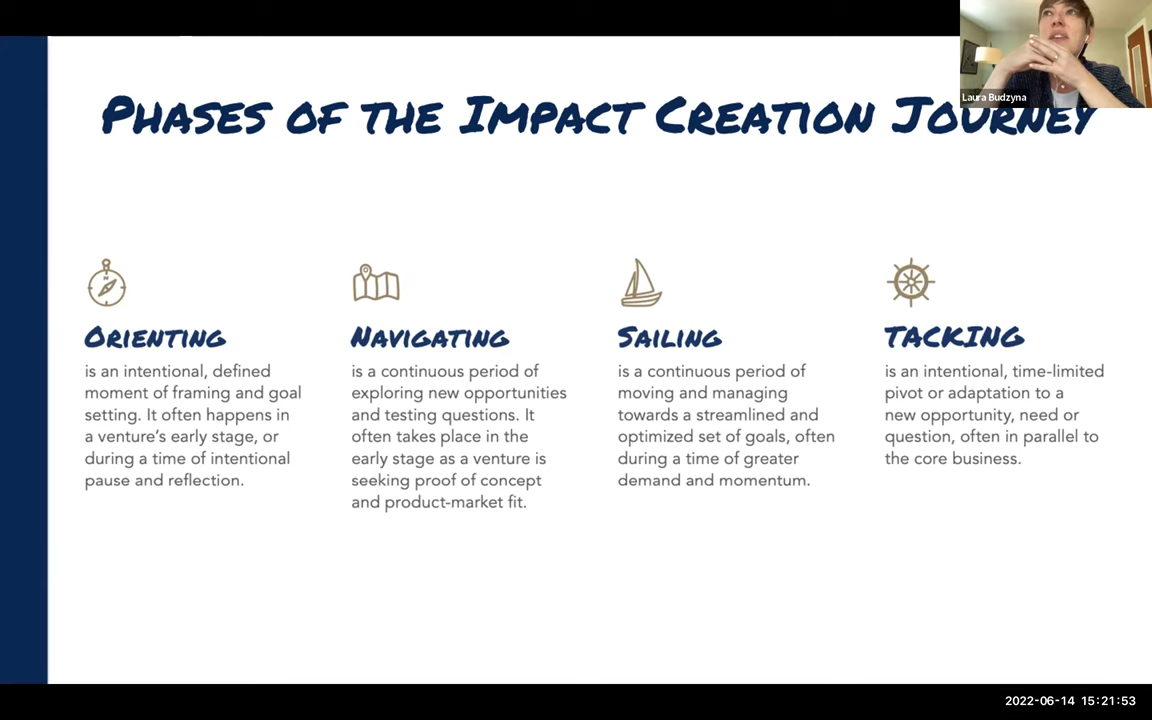 Laura Budzyna
PHASES OF THE IMPACT CREATION JOURNEY
N
ORIENTING
is an intentional, defined
moment of framing and goal
setting. It often happens in
a venture's early stage, or
during a time of intentional
pause and reflection.
NAVIGATING
is a continuous period of
exploring new opportunities
and testing questions. It
often takes place in the
early stage as a venture is
seeking proof of concept
and product-market fit.
SAILING
is a continuous period of
moving and managing
towards a streamlined and
optimized set of goals, often
during a time of greater
demand and momentum.
TACKING
is an intentional, time-limited
pivot or adaptation to a
new opportunity, need or
question, often in parallel to
the core business.
2022-06-14 15:21:53